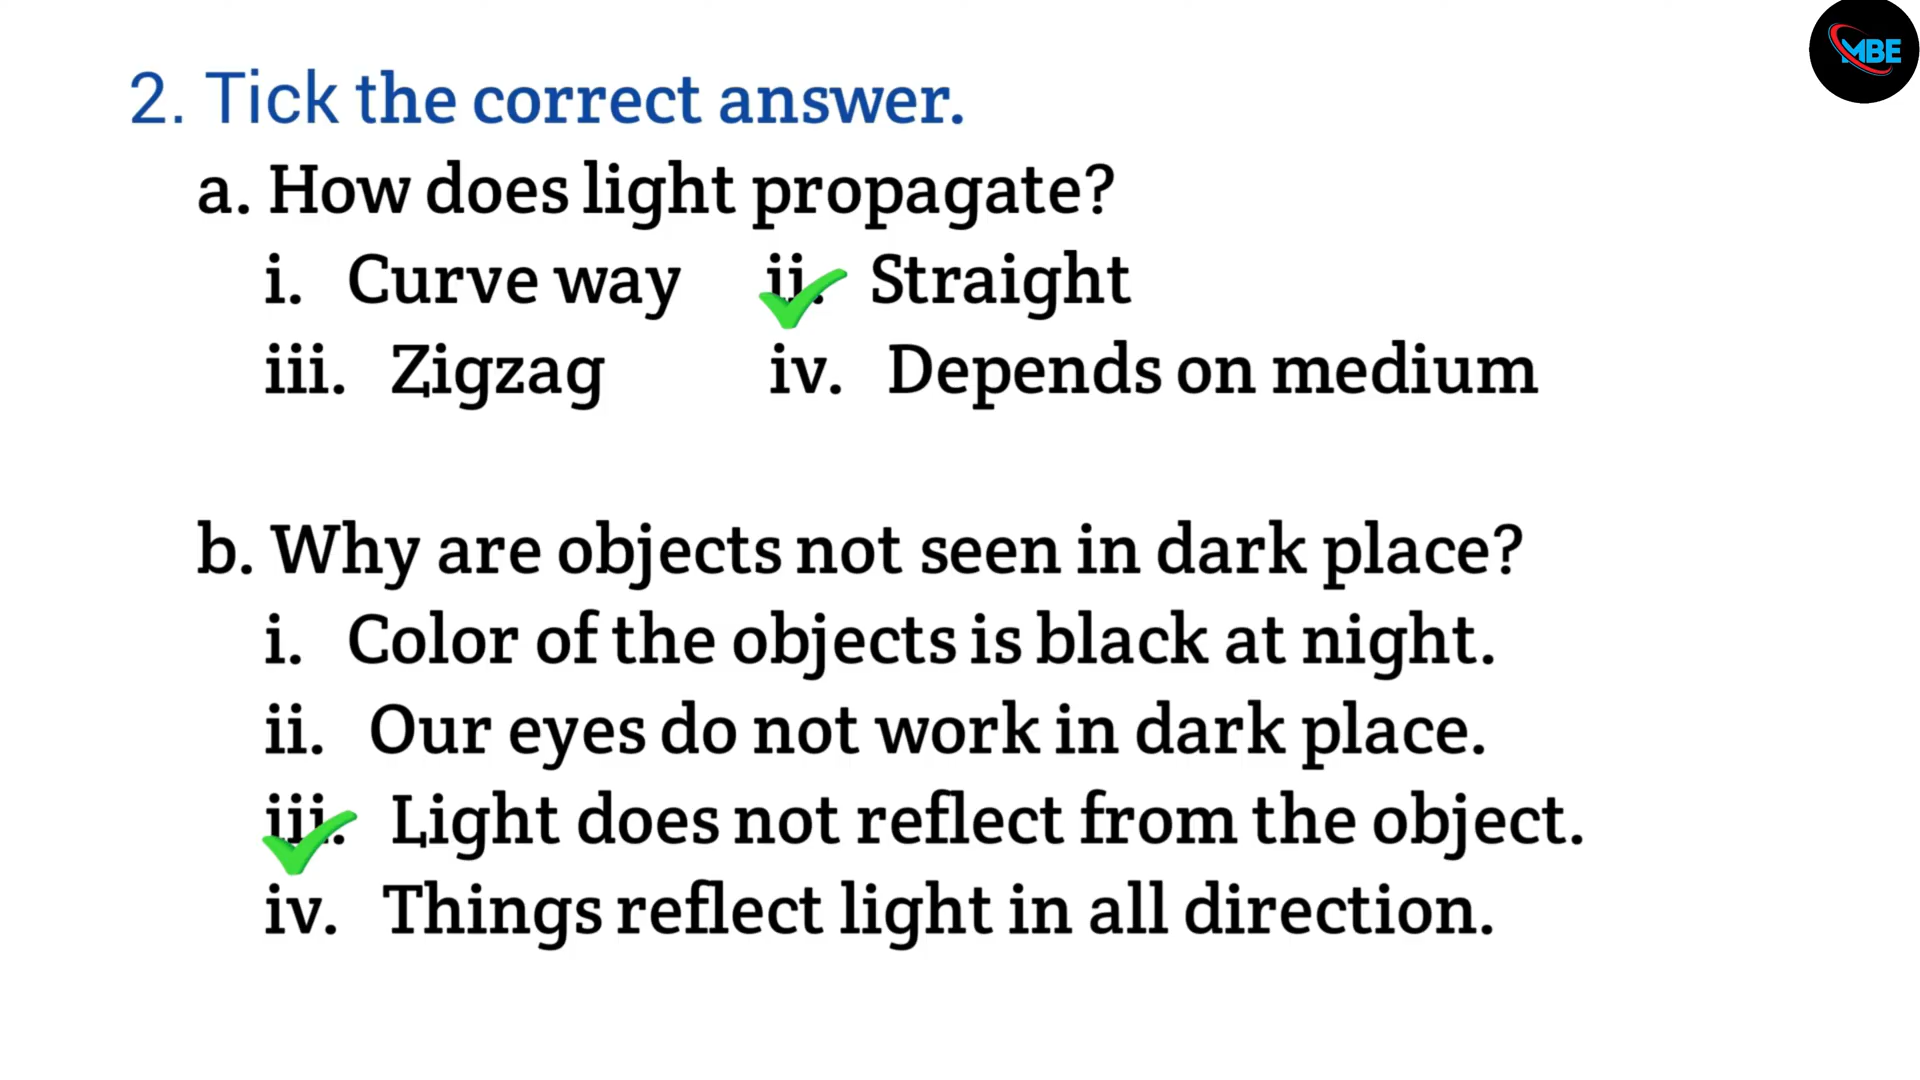 MBE
2. Tick the correct answer.
a. How does light propagate?
i. Curve way ii. Straight
iii. Zigzag iv. Depends on medium
b. Why are objects not seen in dark place?
i. Color of the objects is black at night.
ii. Our eyes do not work in dark place.
iii. Light does not reflect from the object.
iv. Things reflect light in all direction.